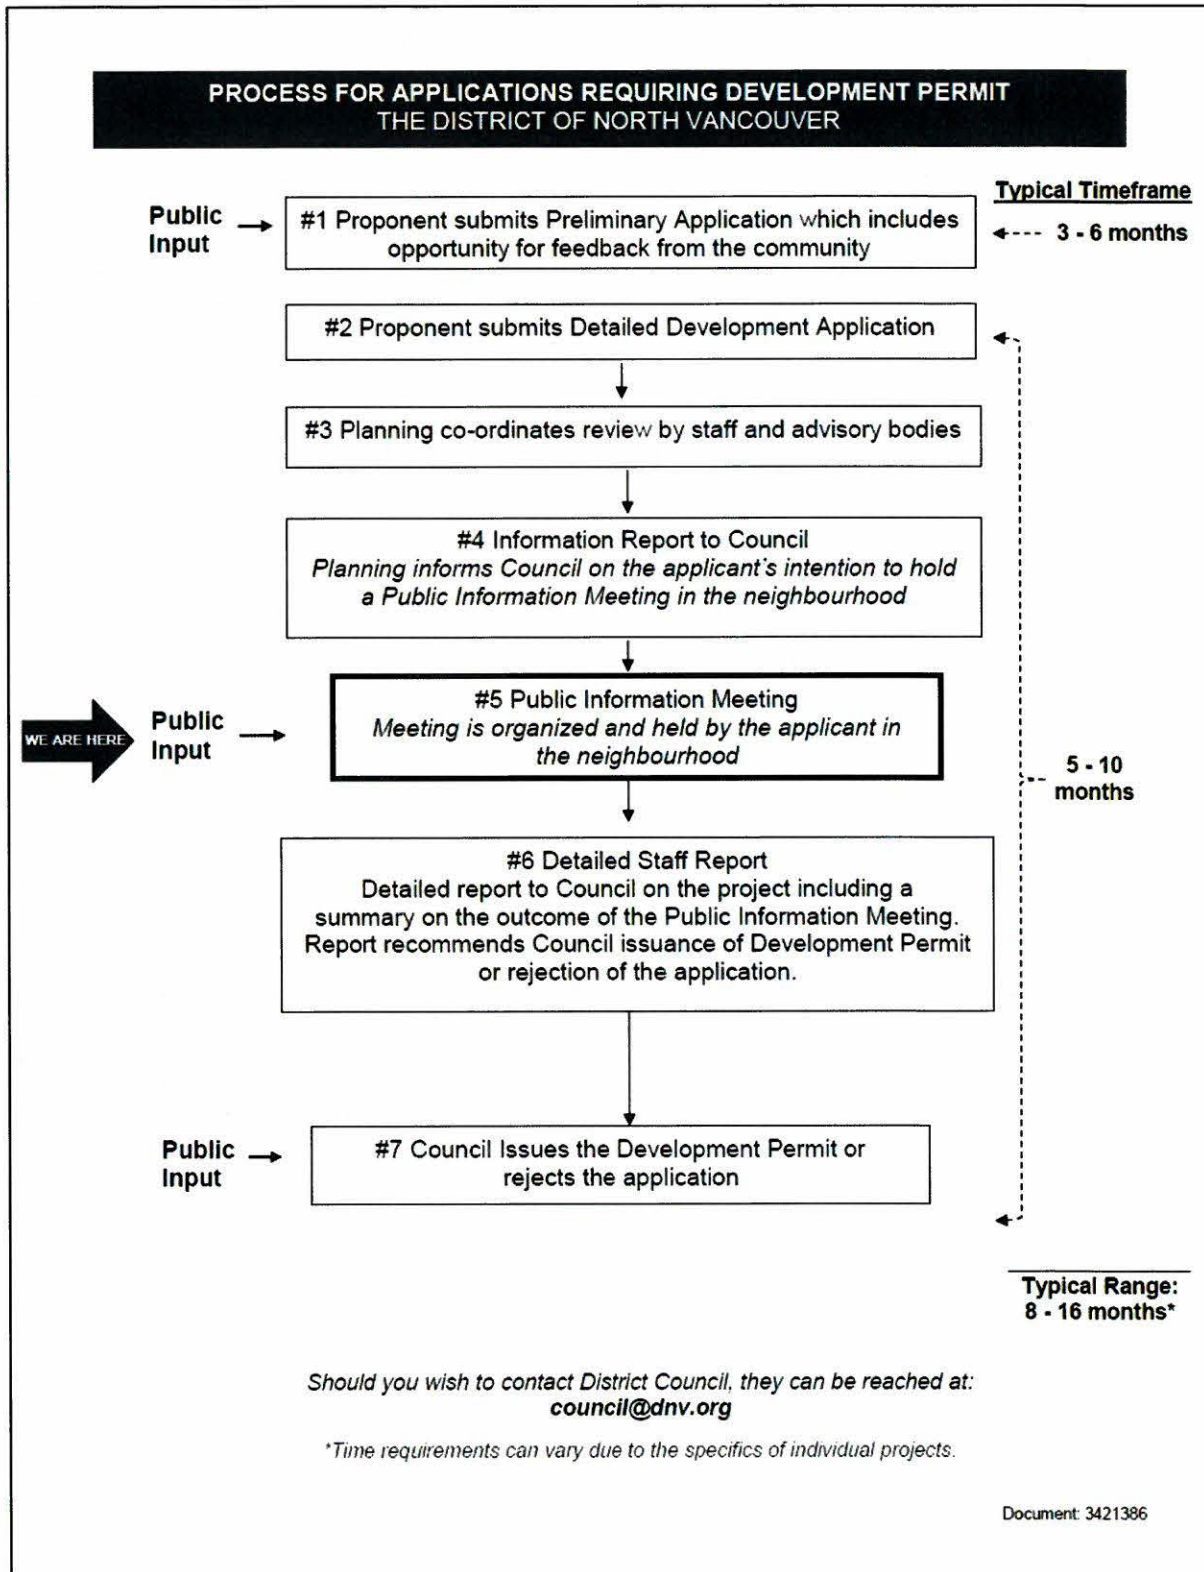 PROCESS FOR APPLICATIONS REQUIRING DEVELOPMENT PERMIT
THE DISTRICT OF NORTH VANCOUVER
Typical Timeframe
Public
Input
#1 Proponent submits Preliminary Application which includes
opportunity for feedback from the community
3 - 6 months
#2 Proponent submits Detailed Development Application
#3 Planning co-ordinates review by staff and advisory bodies
#4 Information Report to Council
Planning informs Council on the applicant's intention to hold
a Public Information Meeting in the neighbourhood
WE ARE HERE
Public
Input
#5 Public Information Meeting
Meeting is organized and held by the applicant in
the neighbourhood
5 - 10
months
#6 Detailed Staff Report
Detailed report to Council on the project including a
summary on the outcome of the Public Information Meeting.
Report recommends Council issuance of Development Permit
or rejection of the application.
Public
Input
#7 Council Issues the Development Permit or
rejects the application
Typical Range:
8 - 16 months*
Should you wish to contact District Council, they can be reached at:
council@dnv.org
*Time requirements can vary due to the specifics of individual projects.
Document: 3421386